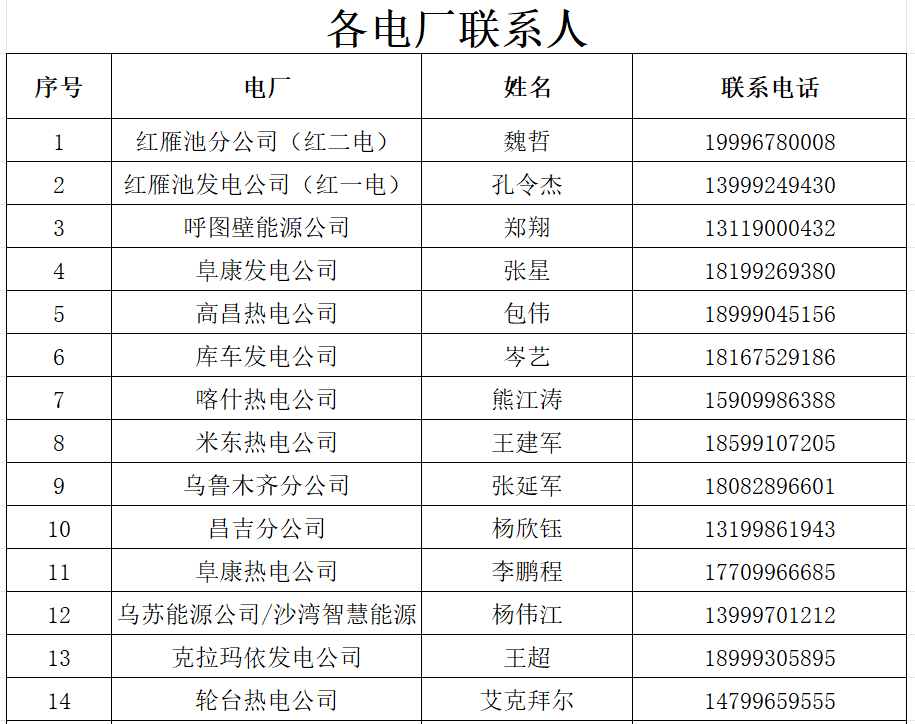 各电厂联系人
序号 电厂 姓名 联系电话
1 红雁池分公司（红二电） 魏哲 19996780008
2 红雁池发电公司（红一电） 孔令杰 13999249430
3 呼图壁能源公司 郑翔 13119000432
4 阜康发电公司 张星 18199269380
5 高昌热电公司 包伟 18999045156
6 库车发电公司 岑艺 18167529186
7 喀什热电公司 熊江涛 15909986388
8 米东热电公司 王建军 18599107205
9 乌鲁木齐分公司 张延军 18082896601
10 昌吉分公司 杨欣钰 13199861943
11 阜康热电公司 李鹏程 17709966685
12 乌苏能源公司/沙湾智慧能源 杨伟江 13999701212
13 克拉玛依发电公司 王超 18999305895
14 轮台热电公司 艾克拜尔 14799659555